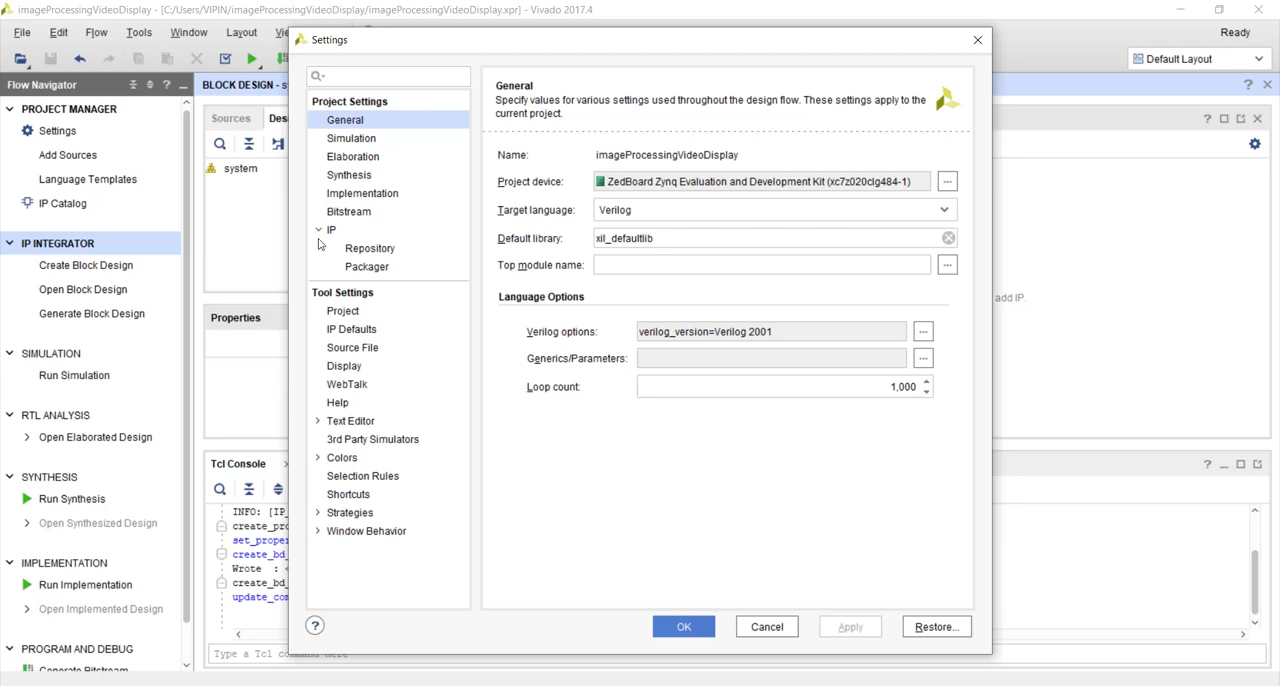 imageProcessingVideoDisplay - [C:/Users/VIPIN/imageProcessingVideoDisplay/imageProcessingVideoDisplay.xpr] - Vivado 2017.4
File Edit Flow Tools Window Layout
Ready
Default Layout
Flow Navigator
PROJECT MANAGER
Settings
Add Sources
Language Templates
IP Catalog
IP INTEGRATOR
Create Block Design
Open Block Design
Generate Block Design
SIMULATION
Run Simulation
RTL ANALYSIS
Open Elaborated Design
SYNTHESIS
Run Synthesis
Open Synthesized Design
IMPLEMENTATION
Run Implementation
Open Implemented Design
PROGRAM AND DEBUG
Generate Bitstream
BLOCK DESIGN - s
Sources
system
Properties
Tcl Console
INFO: [IP_
create_pro
set_proper
create_bd_
Wrote : <
create_bd_
update_com
Type a Tcl command here
add IP.
Settings
Project Settings
General
Simulation
Elaboration
Synthesis
Implementation
Bitstream
IP
Repository
Packager
Tool Settings
Project
IP Defaults
Source File
Display
WebTalk
Help
Text Editor
3rd Party Simulators
Colors
Selection Rules
Shortcuts
Strategies
Window Behavior
General
Specify values for various settings used throughout the design flow. These settings apply to the
current project.
Name: imageProcessingVideoDisplay
Project device: ZedBoard Zynq Evaluation and Development Kit (xc7z020clg484-1) ...
Target language: Verilog
Default library: xil_defaultlib
Top module name: ...
Language Options
Verilog options: verilog_version=Verilog 2001 ...
Generics/Parameters: ...
Loop count: 1,000
? OK Cancel Apply Restore...